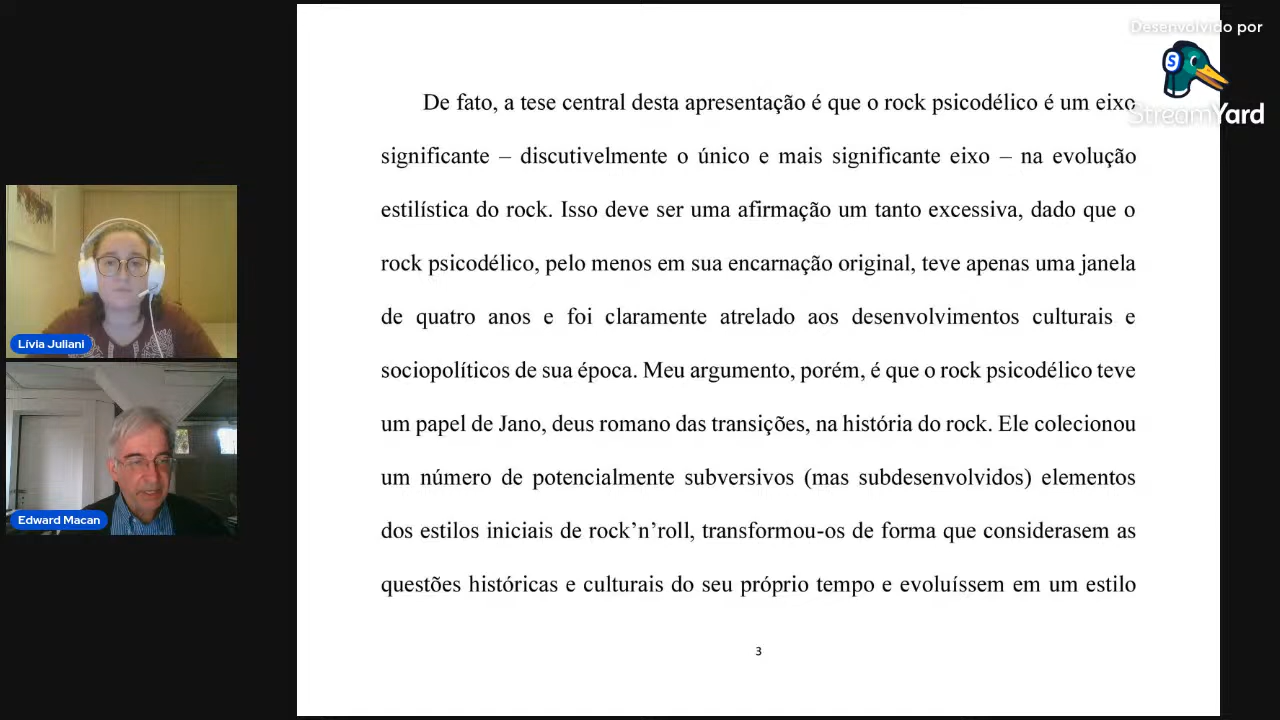 Desenvolvido por
StreamYard
De fato, a tese central desta apresentação é que o rock psicodélico é um eixo
significante – discutivelmente o único e mais significante eixo – na evolução
estilística do rock. Isso deve ser uma afirmação um tanto excessiva, dado que o
rock psicodélico, pelo menos em sua encarnação original, teve apenas uma janela
de quatro anos e foi claramente atrelado aos desenvolvimentos culturais e
sociopolíticos de sua época. Meu argumento, porém, é que o rock psicodélico teve
um papel de Jano, deus romano das transições, na história do rock. Ele colecionou
um número de potencialmente subversivos (mas subdesenvolvidos) elementos
dos estilos iniciais de rock’n’roll, transformou-os de forma que considerasem as
questões históricas e culturais do seu próprio tempo e evoluíssem em um estilo
3
Lívia Juliani
Edward Macan